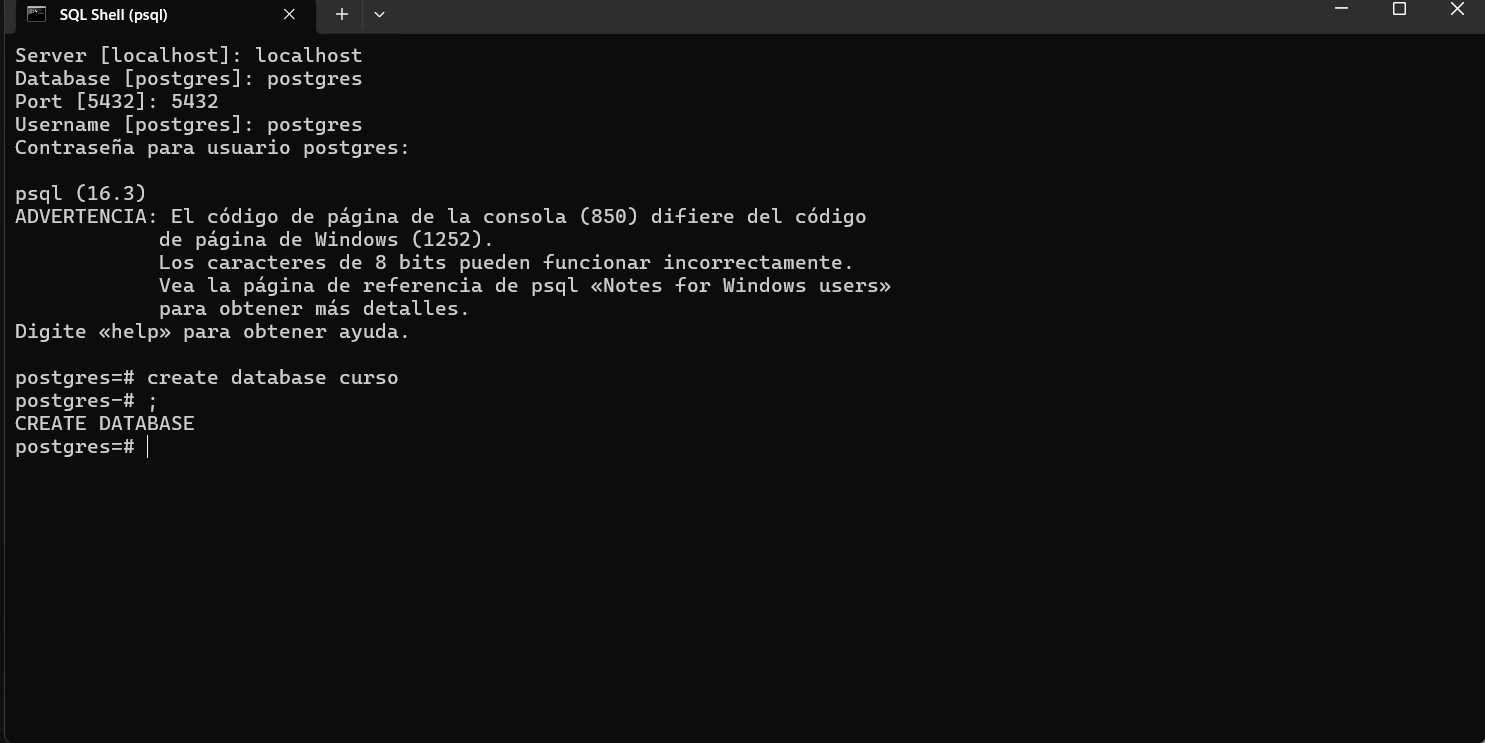 SQL Shell (psql)
Server [localhost]: localhost
Database [postgres]: postgres
Port [5432]: 5432
Username [postgres]: postgres
Contraseña para usuario postgres:
psql (16.3)
ADVERTENCIA: El código de página de la consola (850) difiere del código
de página de Windows (1252).
Los caracteres de 8 bits pueden funcionar incorrectamente.
Vea la página de referencia de psql «Notes for Windows users»
para obtener más detalles.
Digite «help» para obtener ayuda.
postgres=# create database curso
postgres-# ;
CREATE DATABASE
postgres=#